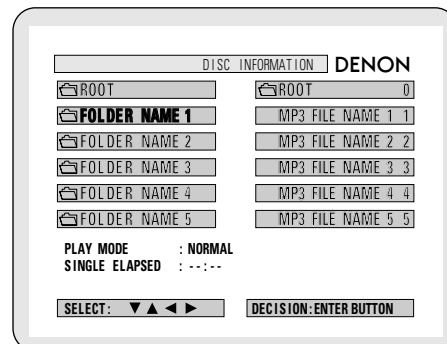 DISC INFORMATION DENON
ROOT ROOT 0
FOLDER NAME 1 MP3 FILE NAME 1 1
FOLDER NAME 2 MP3 FILE NAME 2 2
FOLDER NAME 3 MP3 FILE NAME 3 3
FOLDER NAME 4 MP3 FILE NAME 4 4
FOLDER NAME 5 MP3 FILE NAME 5 5
PLAY MODE : NORMAL
SINGLE ELAPSED : --:--
SELECT: ▼ ▲ ◄ ► DECISION:ENTER BUTTON